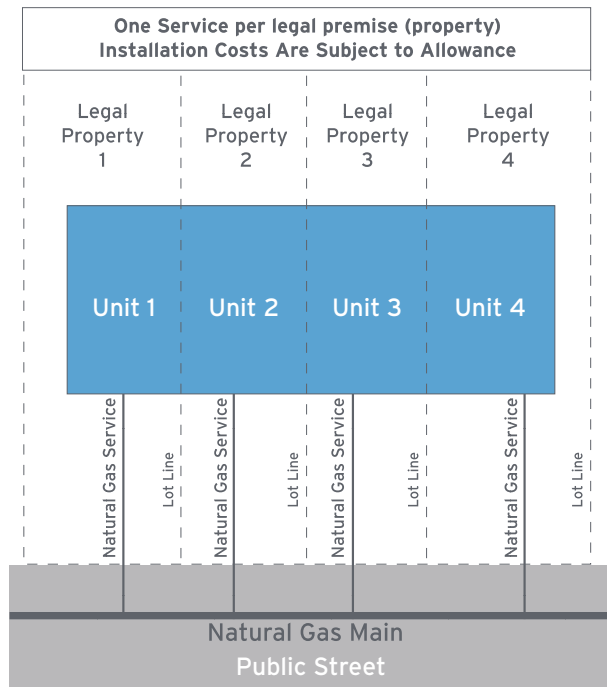 One Service per legal premise (property)
Installation Costs Are Subject to Allowance
Legal
Property
1
Legal
Property
2
Legal
Property
3
Legal
Property
4
Unit 1
Unit 2
Unit 3
Unit 4
Natural Gas Service
Lot Line
Natural Gas Service
Lot Line
Natural Gas Service
Lot Line
Natural Gas Service
Lot Line
Natural Gas Main
Public Street